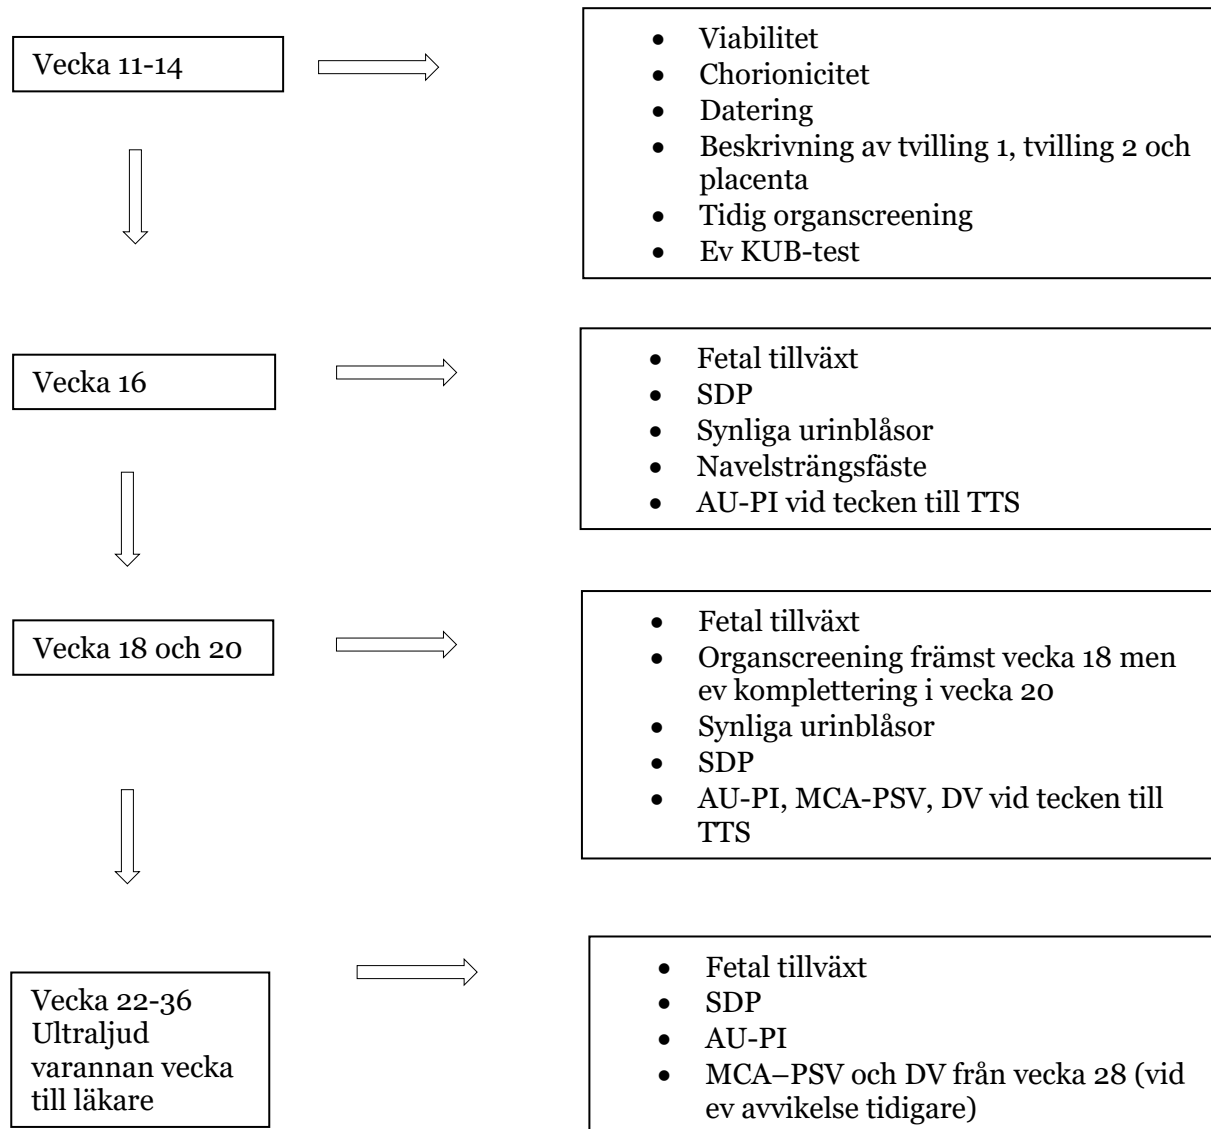 Vecka 11-14
• Viabilitet
• Chorionicitet
• Datering
• Beskrivning av tvilling 1, tvilling 2 och
placenta
• Tidig organscreening
• Ev KUB-test
Vecka 16
• Fetal tillväxt
• SDP
• Synliga urinblåsor
• Navelsträngsfäste
• AU-PI vid tecken till TTS
Vecka 18 och 20
• Fetal tillväxt
• Organscreening främst vecka 18 men
ev komplettering i vecka 20
• Synliga urinblåsor
• SDP
• AU-PI, MCA-PSV, DV vid tecken till
TTS
Vecka 22-36
Ultraljud
varannan vecka
till läkare
• Fetal tillväxt
• SDP
• AU-PI
• MCA–PSV och DV från vecka 28 (vid
ev avvikelse tidigare)